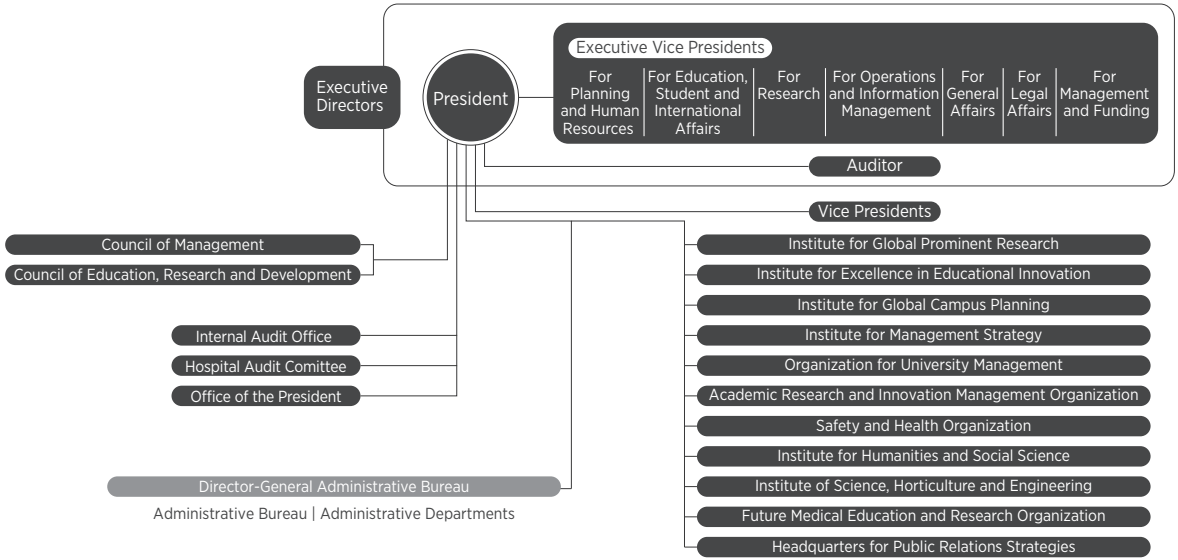 Executive Vice Presidents
Executive
Directors
President
For
Planning
and Human
Resources
For Education,
Student and
International
Affairs
For
Research
For Operations
and Information
Management
For
General
Affairs
For
Legal
Affairs
For
Management
and Funding
Auditor
Vice Presidents
Council of Management
Council of Education, Research and Development
Internal Audit Office
Hospital Audit Comittee
Office of the President
Director-General Administrative Bureau
Administrative Bureau | Administrative Departments
Institute for Global Prominent Research
Institute for Excellence in Educational Innovation
Institute for Global Campus Planning
Institute for Management Strategy
Organization for University Management
Academic Research and Innovation Management Organization
Safety and Health Organization
Institute for Humanities and Social Science
Institute of Science, Horticulture and Engineering
Future Medical Education and Research Organization
Headquarters for Public Relations Strategies